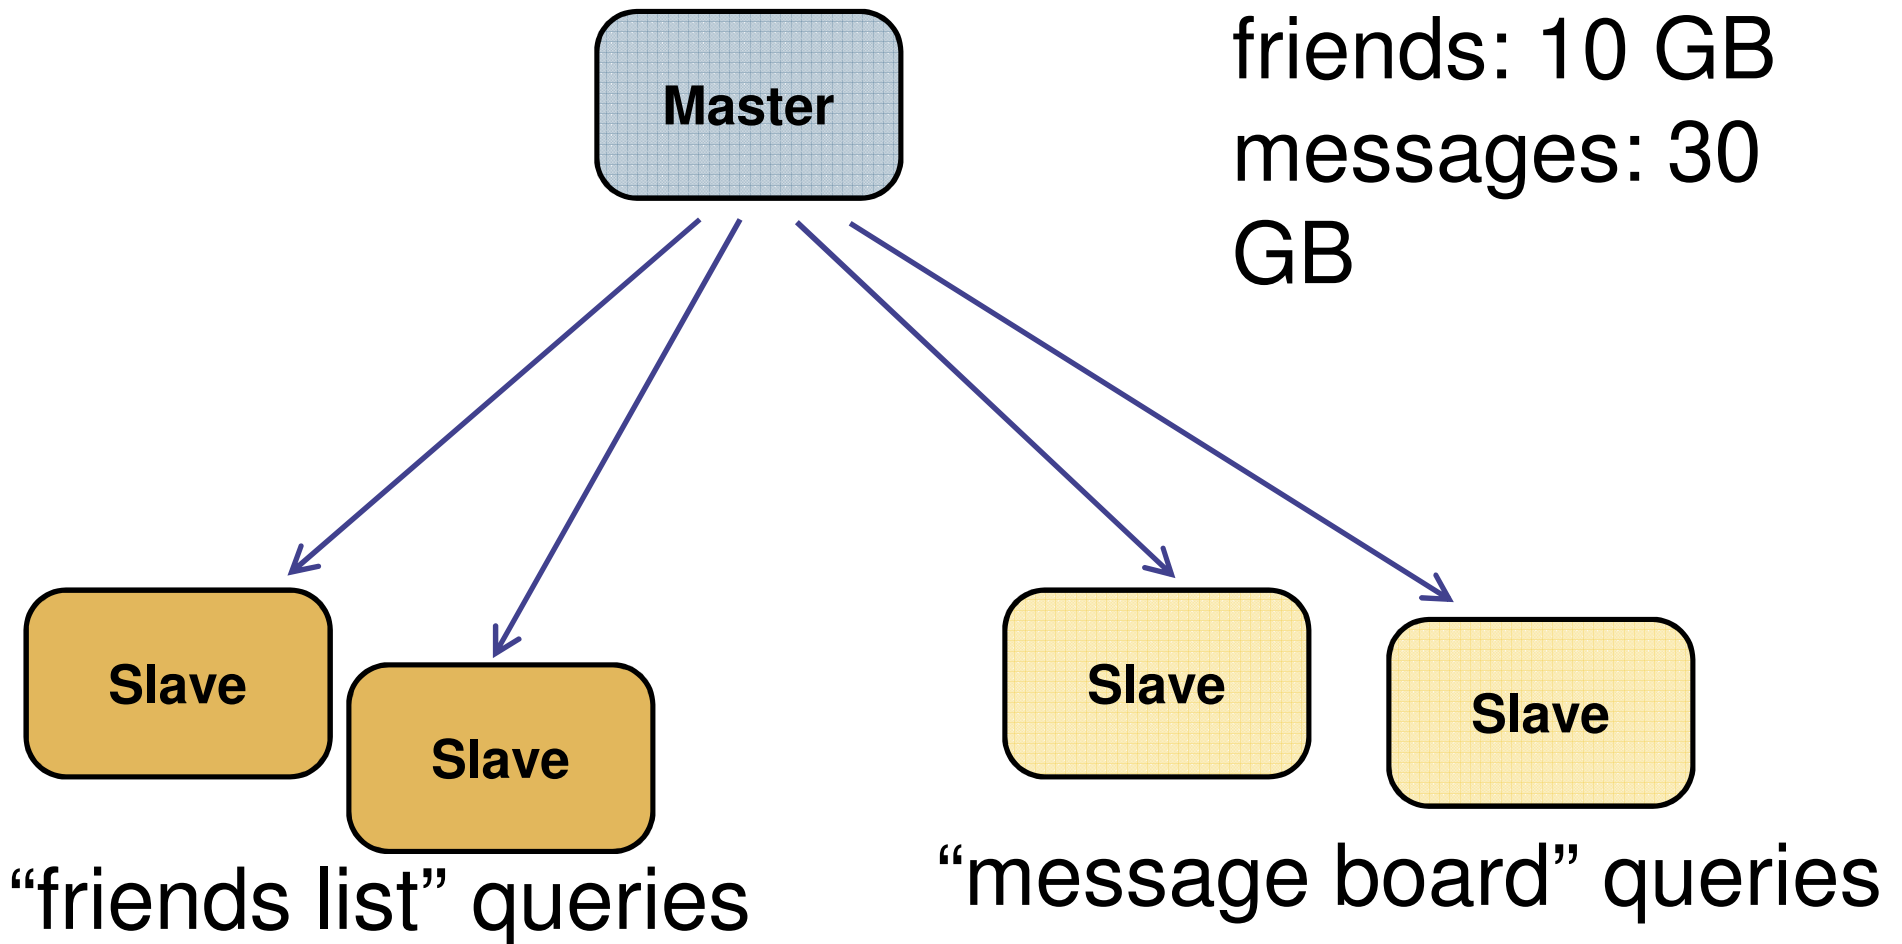 Master
friends: 10 GB
messages: 30
GB
Slave
Slave
Slave
Slave
“friends list” queries
“message board” queries